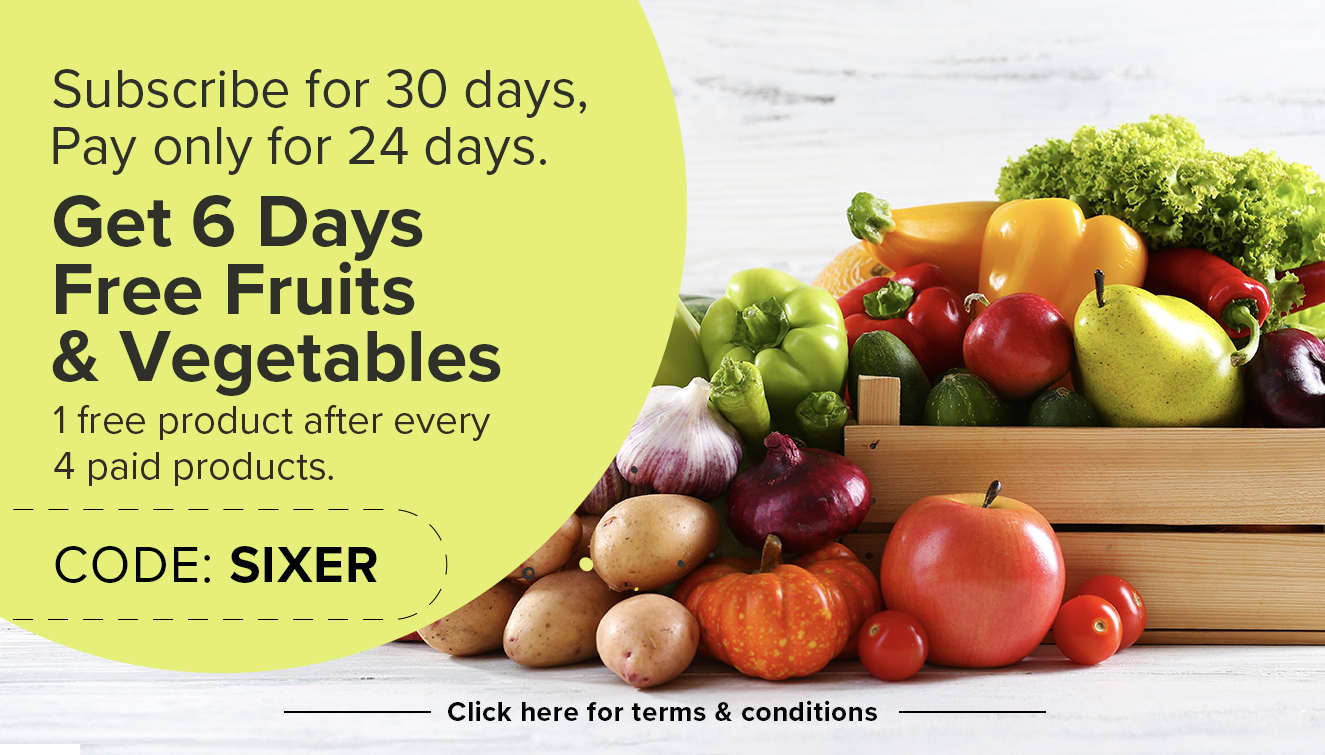 Subscribe for 30 days,
Pay only for 24 days.
Get 6 Days
Free Fruits
& Vegetables
1 free product after every
4 paid products.
CODE: SIXER
Click here for terms & conditions